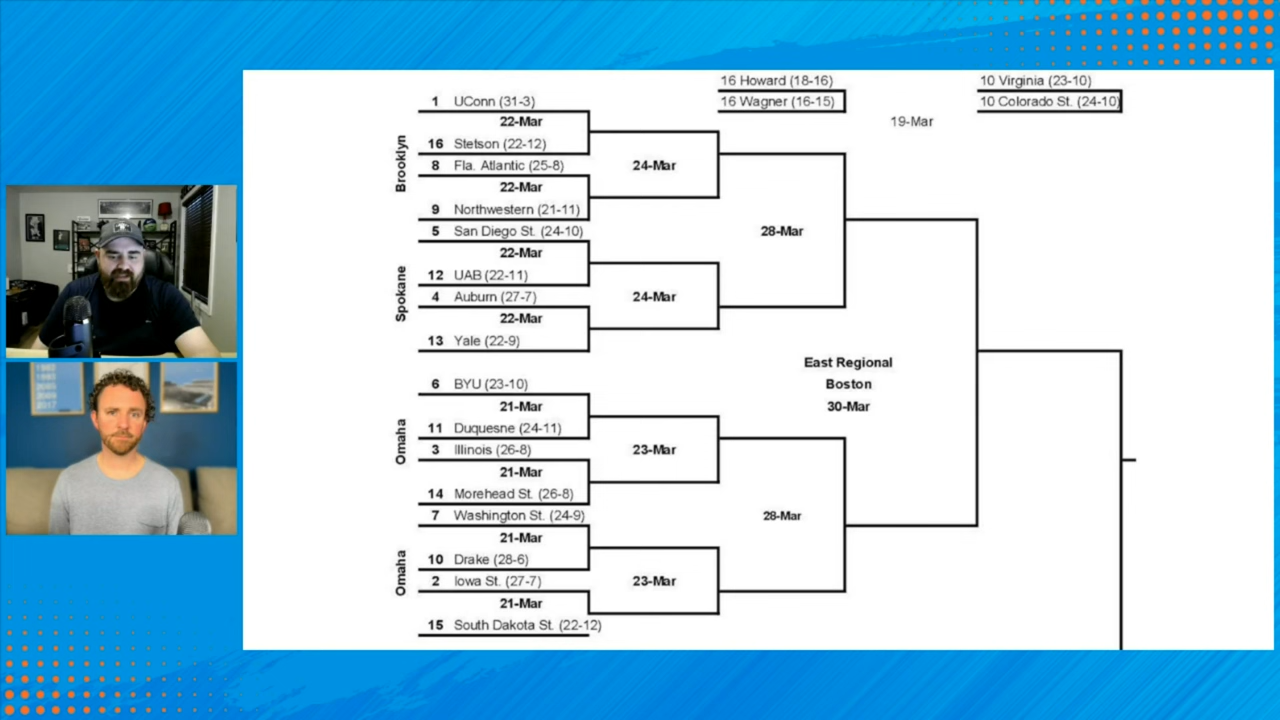 16 Howard (18-16)
10 Virginia (23-10)
1 UConn (31-3)
16 Wagner (16-15)
10 Colorado St. (24-10)
22-Mar
19-Mar
16 Stetson (22-12)
Brooklyn
8 Fla. Atlantic (25-8)
24-Mar
22-Mar
9 Northwestern (21-11)
5 San Diego St. (24-10)
28-Mar
22-Mar
12 UAB (22-11)
Spokane
4 Auburn (27-7)
24-Mar
22-Mar
13 Yale (22-9)
East Regional
Boston
30-Mar
6 BYU (23-10)
21-Mar
11 Duquesne (24-11)
Omaha
3 Illinois (26-8)
23-Mar
21-Mar
14 Morehead St. (26-8)
7 Washington St. (24-9)
28-Mar
21-Mar
10 Drake (28-6)
Omaha
2 Iowa St. (27-7)
23-Mar
21-Mar
15 South Dakota St. (22-12)